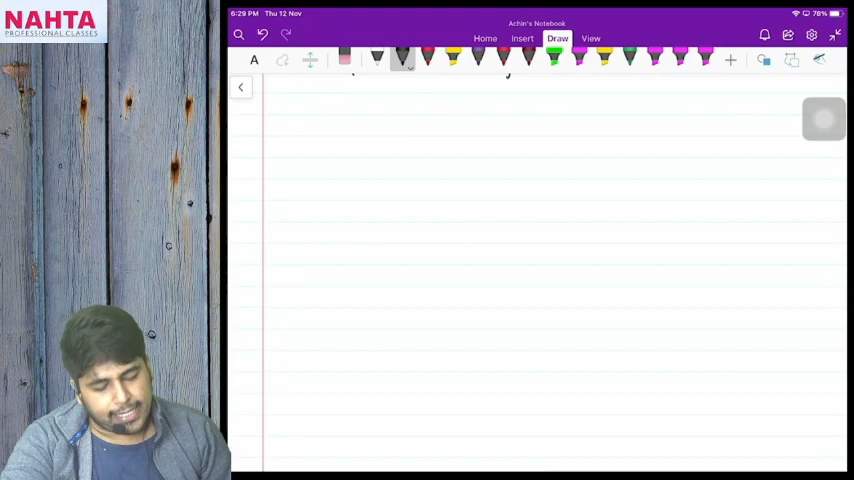 NAHTA
PROFESSIONAL CLASSES
6:29 PM Thu 12 Nov
78%
Achin's Notebook
Home Insert Draw View
A